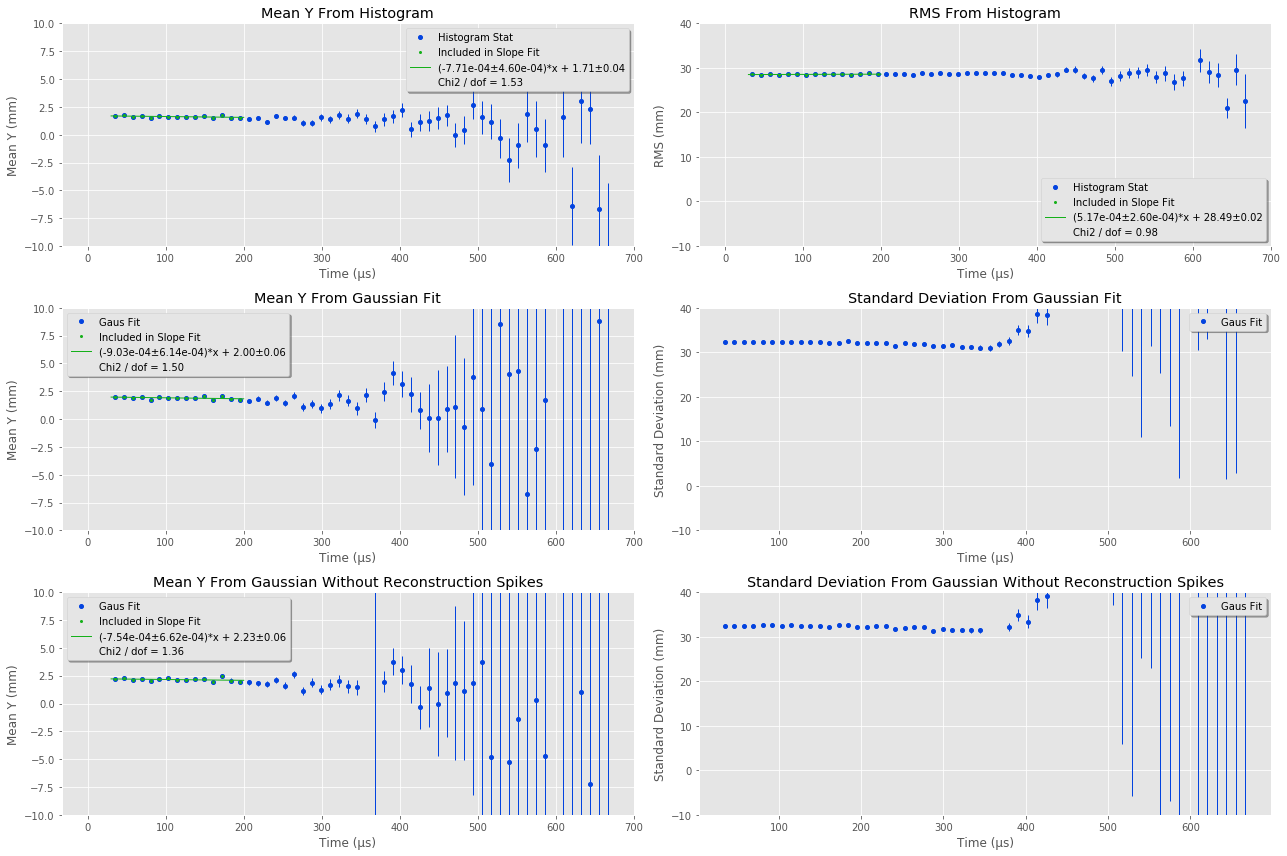 Mean Y From Histogram
10.0
7.5
5.0
2.5
0.0
−2.5
−5.0
−7.5
−10.0
Mean Y (mm)
Histogram Stat
Included in Slope Fit
(-7.71e-04±4.60e-04)*x + 1.71±0.04
Chi2 / dof = 1.53
0 100 200 300 400 500 600 700
Time (μs)
RMS From Histogram
40
30
20
10
0
−10
RMS (mm)
Histogram Stat
Included in Slope Fit
(5.17e-04±2.60e-04)*x + 28.49±0.02
Chi2 / dof = 0.98
0 100 200 300 400 500 600 700
Time (μs)
Mean Y From Gaussian Fit
10.0
7.5
5.0
2.5
0.0
−2.5
−5.0
−7.5
−10.0
Mean Y (mm)
Gaus Fit
Included in Slope Fit
(-9.03e-04±6.14e-04)*x + 2.00±0.06
Chi2 / dof = 1.50
0 100 200 300 400 500 600 700
Time (μs)
Standard Deviation From Gaussian Fit
40
30
20
10
0
−10
Standard Deviation (mm)
Gaus Fit
100 200 300 400 500 600
Time (μs)
Mean Y From Gaussian Without Reconstruction Spikes
10.0
7.5
5.0
2.5
0.0
−2.5
−5.0
−7.5
−10.0
Mean Y (mm)
Gaus Fit
Included in Slope Fit
(-7.54e-04±6.62e-04)*x + 2.23±0.06
Chi2 / dof = 1.36
0 100 200 300 400 500 600 700
Time (μs)
Standard Deviation From Gaussian Without Reconstruction Spikes
40
30
20
10
0
−10
Standard Deviation (mm)
Gaus Fit
100 200 300 400 500 600
Time (μs)